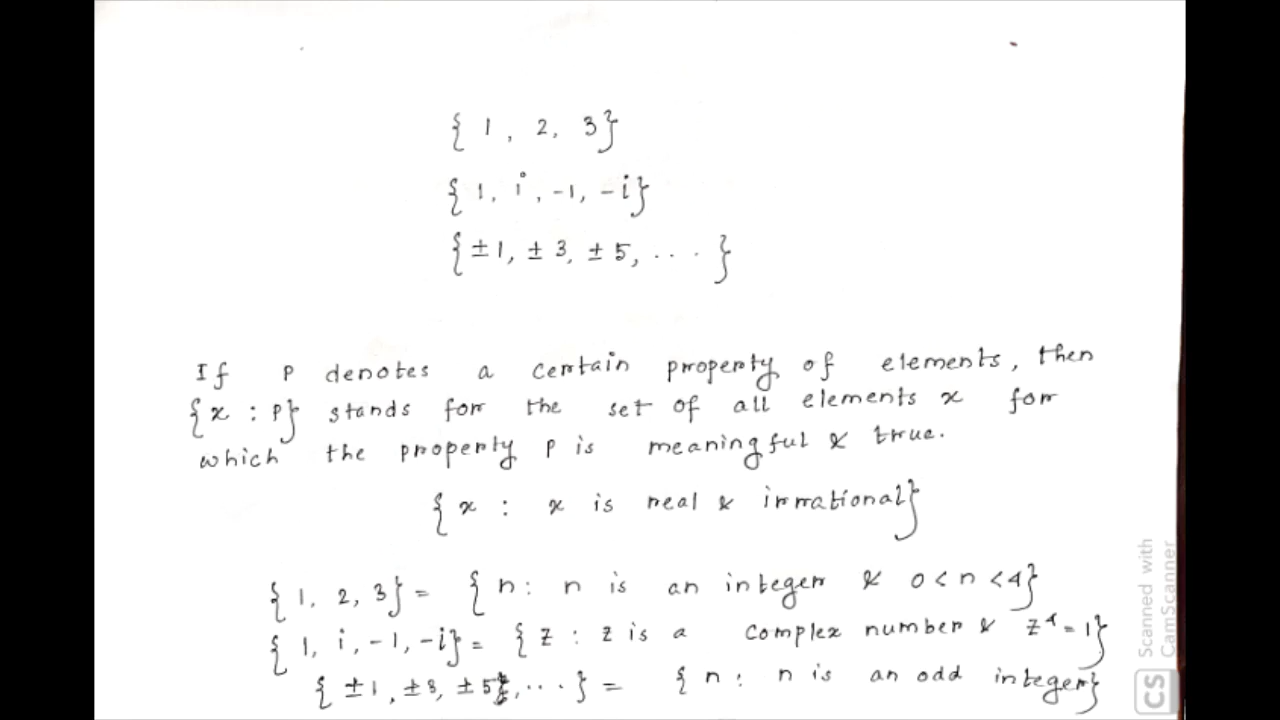 { 1, 2, 3}
{ 1, i, -1, -i}
{ ±1, ±3, ±5, .... }
If P denotes a certain property of elements, then
{x : P} stands for the set of all elements x for
which the property P is meaningful & true.
{ x : x is real & irrational}
{ 1, 2, 3} = { n: n is an integer & 0 < n < 4}
{ 1, i, -1, -i} = { z : z is a complex number & z⁴ = 1}
{ ±1, ±3, ±5, ... } = { n: n is an odd integer}
Scanned with
CamScanner
CS